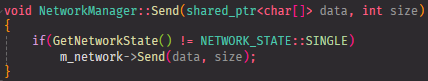 void NetworkManager::Send(shared_ptr<char[]> data, int size)
{
    if(GetNetworkState() != NETWORK_STATE::SINGLE)
        m_network->Send(data, size);
}